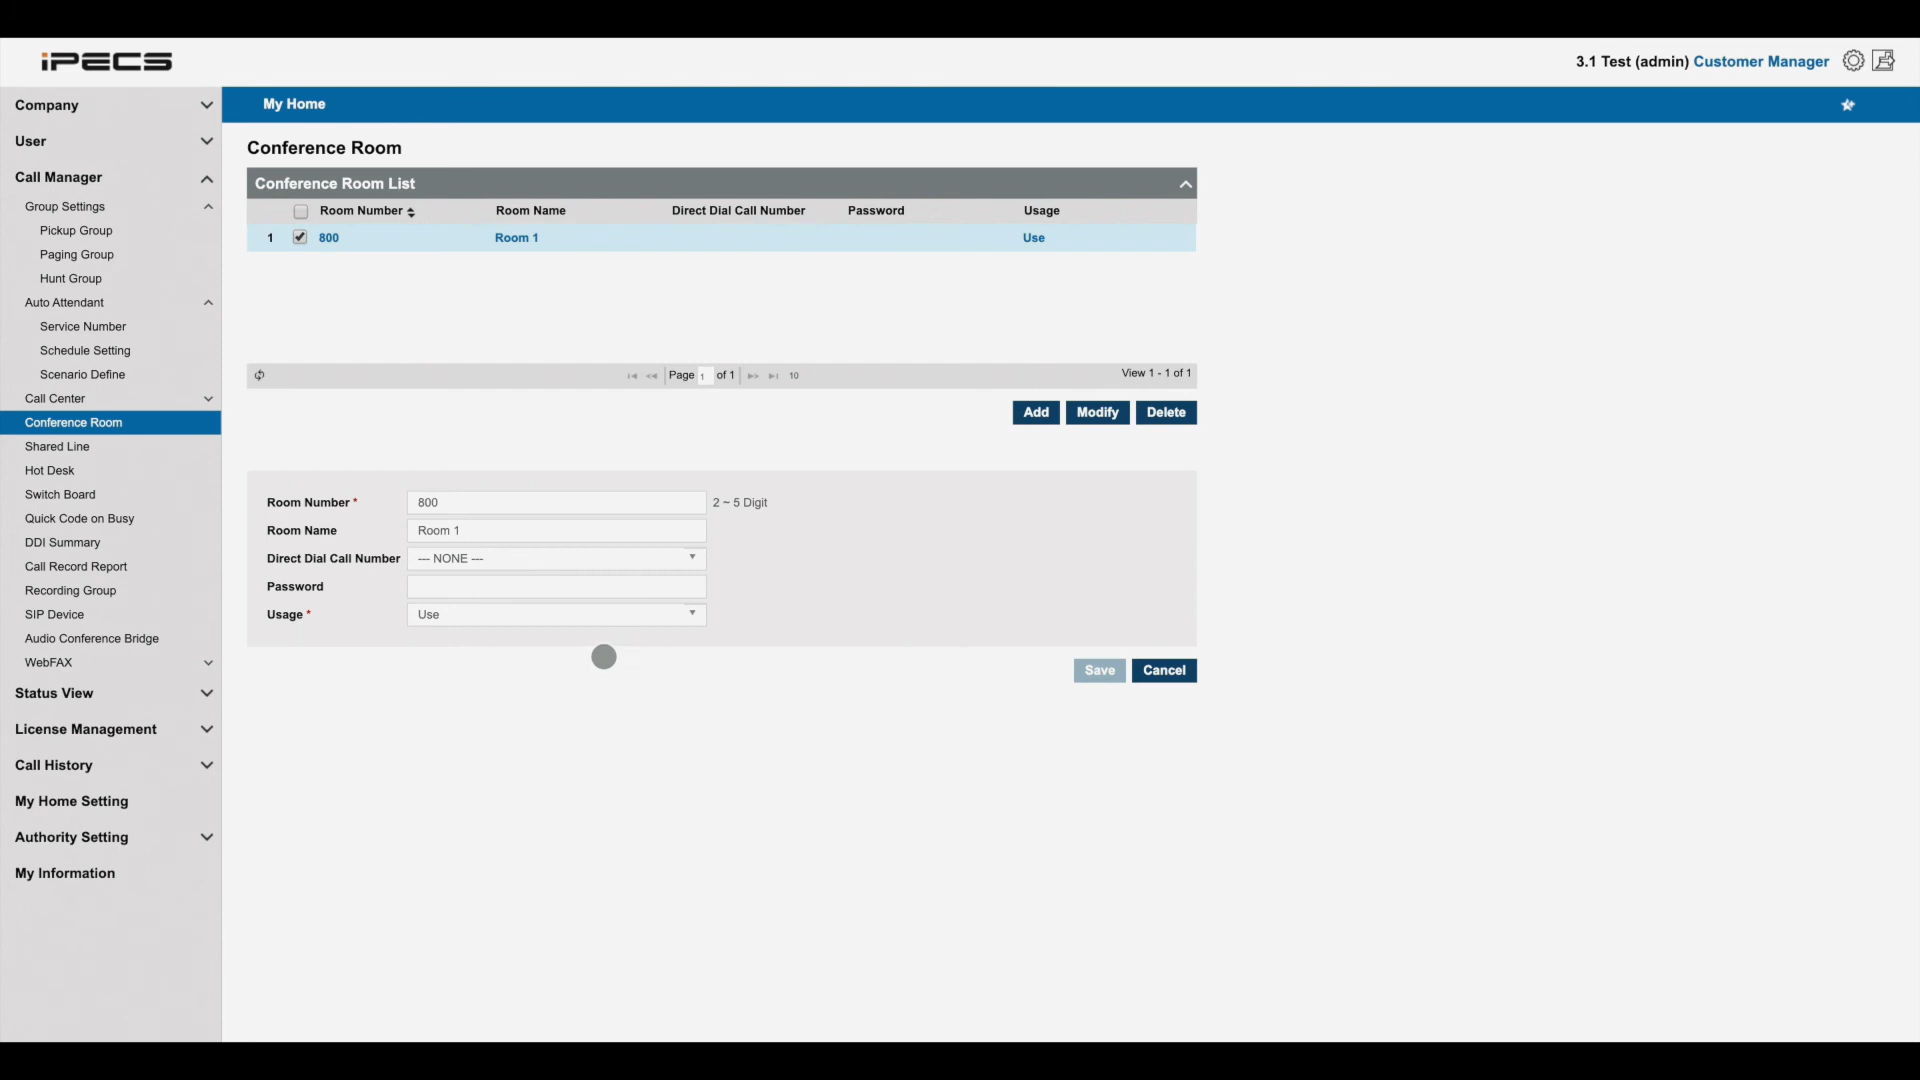 iPECS
3.1 Test (admin) Customer Manager
Company
User
Call Manager
Group Settings
Pickup Group
Paging Group
Hunt Group
Auto Attendant
Service Number
Schedule Setting
Scenario Define
Call Center
Conference Room
Shared Line
Hot Desk
Switch Board
Quick Code on Busy
DDI Summary
Call Record Report
Recording Group
SIP Device
Audio Conference Bridge
WebFAX
Status View
License Management
Call History
My Home Setting
Authority Setting
My Information
My Home
Conference Room
Conference Room List
Room Number Room Name Direct Dial Call Number Password Usage
1 800 Room 1 Use
Page 1 of 1 10 View 1 - 1 of 1
Add Modify Delete
Room Number * 800 2 ~ 5 Digit
Room Name Room 1
Direct Dial Call Number --- NONE ---
Password
Usage * Use
Save Cancel